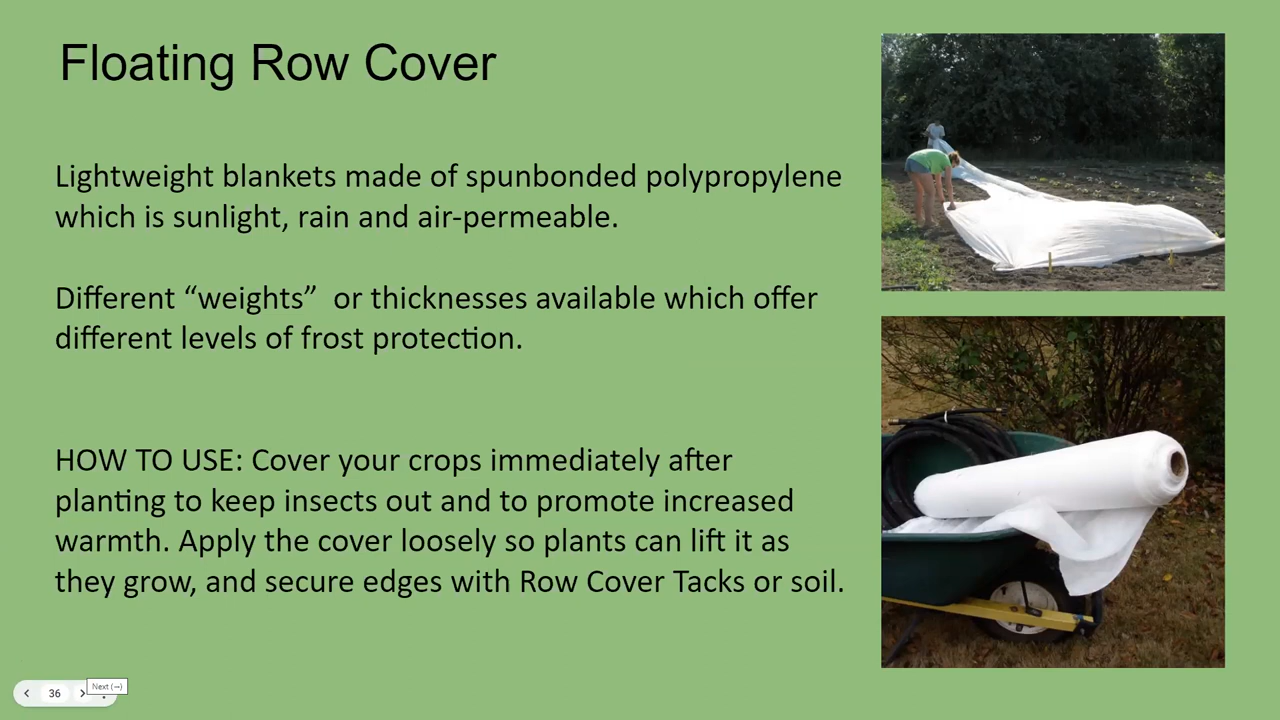 Floating Row Cover
Lightweight blankets made of spunbonded polypropylene
which is sunlight, rain and air-permeable.
Different “weights”  or thicknesses available which offer
different levels of frost protection.
HOW TO USE: Cover your crops immediately after
planting to keep insects out and to promote increased
warmth. Apply the cover loosely so plants can lift it as
they grow, and secure edges with Row Cover Tacks or soil.
36
Next (→)